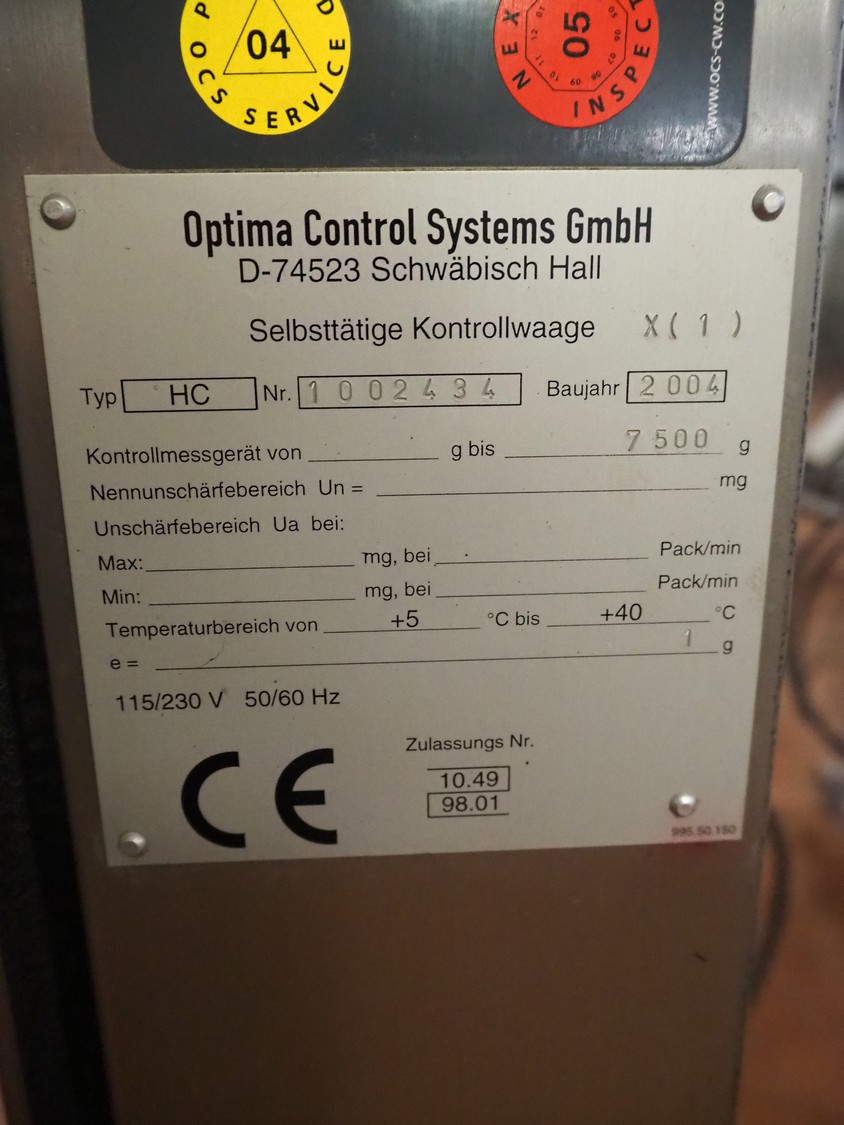 04
OCS SERVICE
05
NEX
INSPECT
www.ocs-cw.co
Optima Control Systems GmbH
D-74523 Schwäbisch Hall
Selbsttätige Kontrollwaage X ( 1 )
Typ HC Nr. 1002434 Baujahr 2004
Kontrollmessgerät von g bis 7500 g
Nennunschärfebereich Un = mg
Unschärfebereich Ua bei:
Max: mg, bei Pack/min
Min: mg, bei Pack/min
Temperaturbereich von +5 °C bis +40 °C
e = 1 g
115/230 V 50/60 Hz
CE
Zulassungs Nr.
10.49
98.01
995.50.150